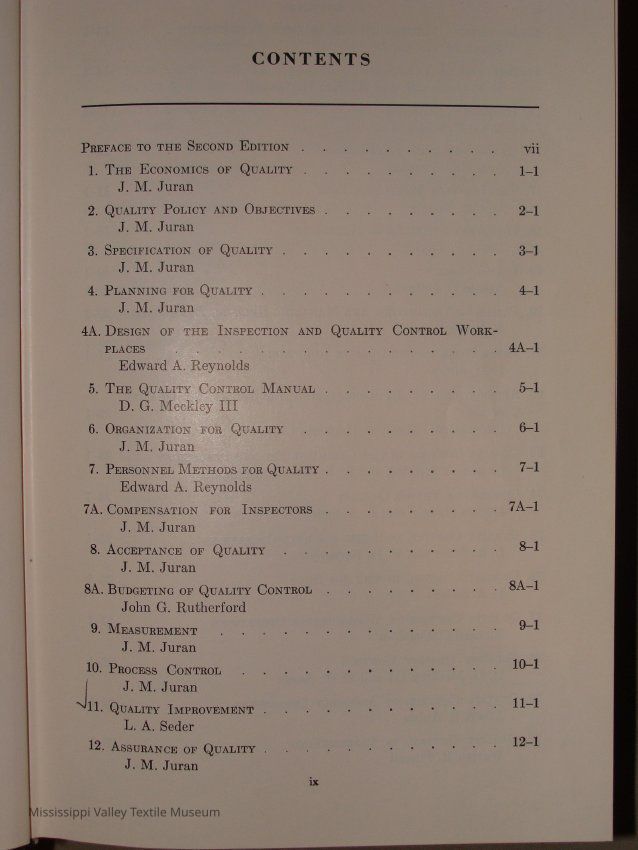 CONTENTS
PREFACE TO THE SECOND EDITION . . . . . . . . . . vii
1. THE ECONOMICS OF QUALITY . . . . . . . . . . 1–1
J. M. Juran
2. QUALITY POLICY AND OBJECTIVES . . . . . . . . . 2–1
J. M. Juran
3. SPECIFICATION OF QUALITY . . . . . . . . . . . 3–1
J. M. Juran
4. PLANNING FOR QUALITY . . . . . . . . . . . . 4–1
J. M. Juran
4A. DESIGN OF THE INSPECTION AND QUALITY CONTROL WORK-
PLACES . . . . . . . . . . . . . . . . 4A–1
Edward A. Reynolds
5. THE QUALITY CONTROL MANUAL . . . . . . . . . 5–1
D. G. Meckley III
6. ORGANIZATION FOR QUALITY . . . . . . . . . . 6–1
J. M. Juran
7. PERSONNEL METHODS FOR QUALITY . . . . . . . . . 7–1
Edward A. Reynolds
7A. COMPENSATION FOR INSPECTORS . . . . . . . . . 7A–1
J. M. Juran
8. ACCEPTANCE OF QUALITY . . . . . . . . . . . 8–1
J. M. Juran
8A. BUDGETING OF QUALITY CONTROL . . . . . . . . . 8A–1
John G. Rutherford
9. MEASUREMENT . . . . . . . . . . . . . . 9–1
J. M. Juran
10. PROCESS CONTROL . . . . . . . . . . . . . 10–1
J. M. Juran
11. QUALITY IMPROVEMENT . . . . . . . . . . . . 11–1
L. A. Seder
12. ASSURANCE OF QUALITY . . . . . . . . . . . . 12–1
J. M. Juran
ix
Mississippi Valley Textile Museum